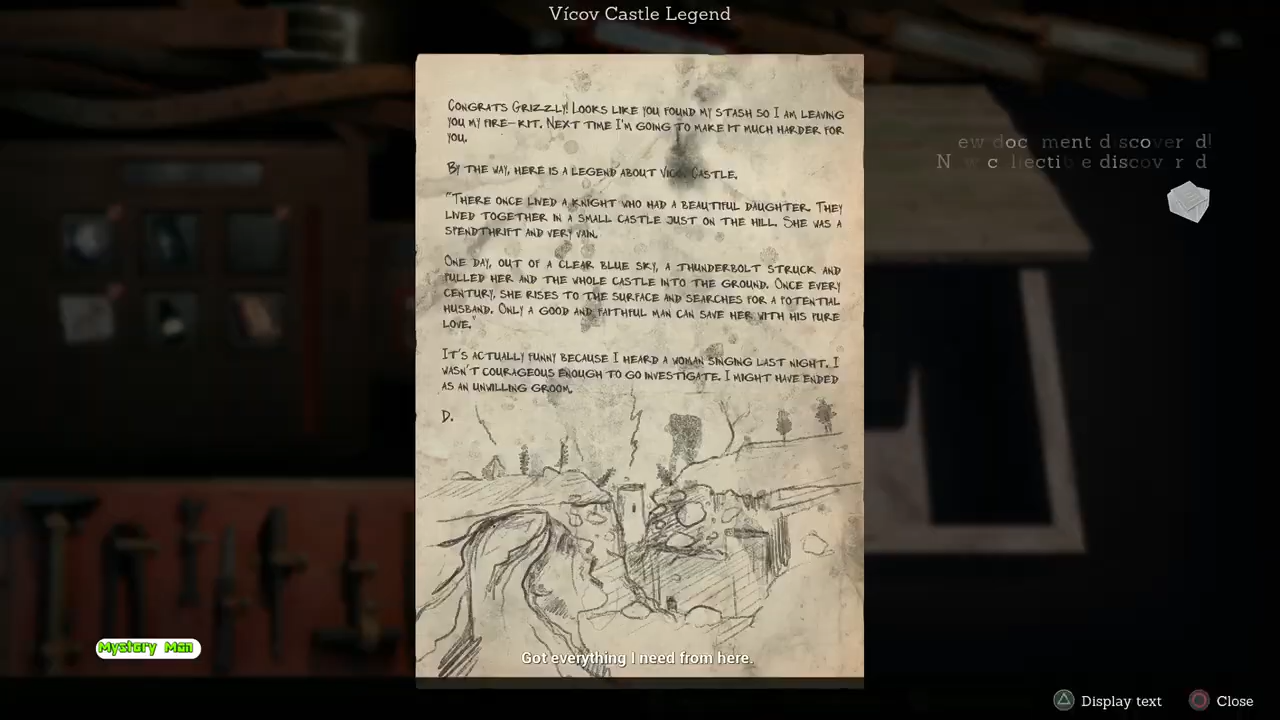 Vícov Castle Legend
CONGRATS GRIZZLY! LOOKS LIKE YOU FOUND MY STASH SO I AM LEAVING
YOU MY FIRE-KIT. NEXT TIME I'M GOING TO MAKE IT MUCH HARDER FOR
YOU.
BY THE WAY, HERE IS A LEGEND ABOUT CASTLE.
"THERE ONCE LIVED A KNIGHT WHO HAD A BEAUTIFUL DAUGHTER. THEY
LIVED TOGETHER IN A SMALL CASTLE JUST ON THE HILL. SHE WAS A
SPENDTHRIFT AND VERY VAIN.
ONE DAY, OUT OF A CLEAR BLUE SKY, A THUNDERBOLT STRUCK AND
PULLED HER AND THE WHOLE CASTLE INTO THE GROUND. ONCE EVERY
CENTURY, SHE RISES TO THE SURFACE AND SEARCHES FOR A POTENTIAL
HUSBAND. ONLY A GOOD AND FAITHFUL MAN CAN SAVE HER WITH HIS PURE
LOVE."
IT'S ACTUALLY FUNNY BECAUSE I HEARD A WOMAN SINGING LAST NIGHT. I
WASN'T COURAGEOUS ENOUGH TO GO INVESTIGATE. I MIGHT HAVE ENDED
AS AN UNWILLING GROOM.
D.
Got everything I need from here.
Mystory Man
Display text
Close